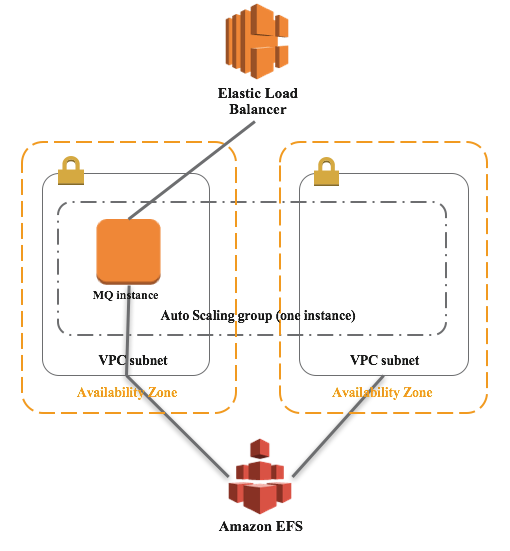 Elastic Load
Balancer
MQ instance
Auto Scaling group (one instance)
VPC subnet
VPC subnet
Availability Zone
Availability Zone
Amazon EFS